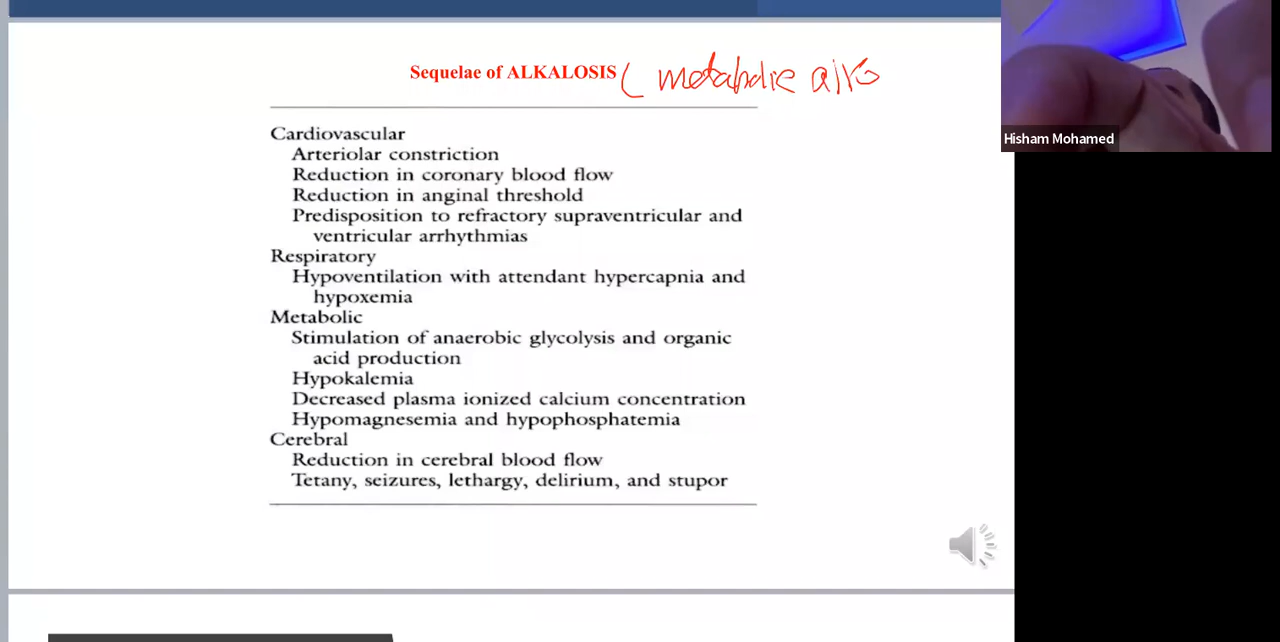 Sequelae of ALKALOSIS ( metabolic alko
Hisham Mohamed
Cardiovascular
Arteriolar constriction
Reduction in coronary blood flow
Reduction in anginal threshold
Predisposition to refractory supraventricular and
ventricular arrhythmias
Respiratory
Hypoventilation with attendant hypercapnia and
hypoxemia
Metabolic
Stimulation of anaerobic glycolysis and organic
acid production
Hypokalemia
Decreased plasma ionized calcium concentration
Hypomagnesemia and hypophosphatemia
Cerebral
Reduction in cerebral blood flow
Tetany, seizures, lethargy, delirium, and stupor